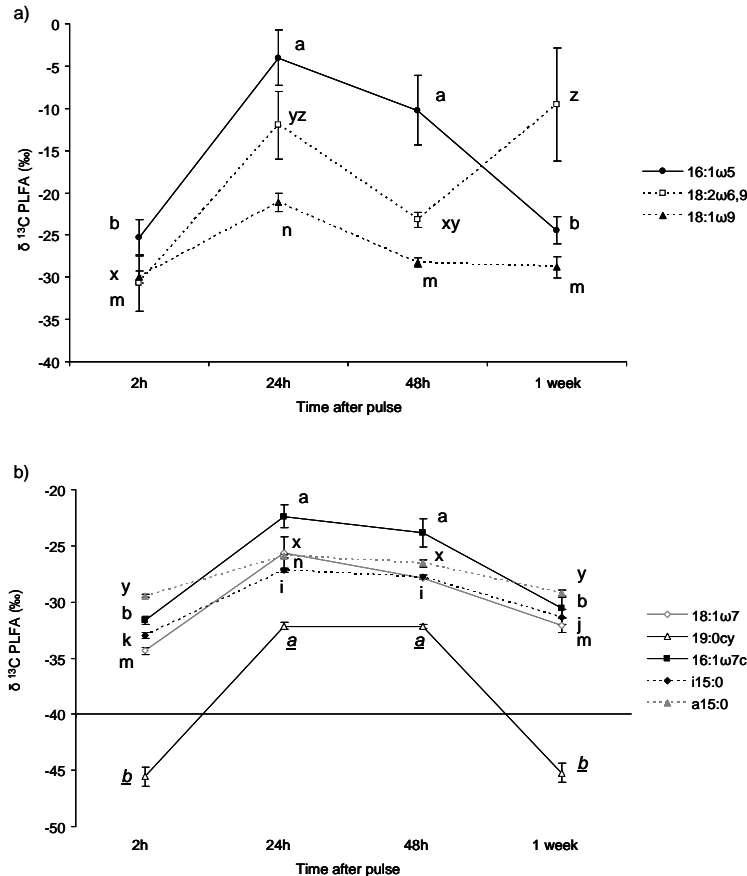 a)
0
-5
-10
-15
-20
-25
-30
-35
-40
δ ¹³C PLFA (‰)
a
a
yz
z
b
xy
b
n
x
m
m
m
2h
24h
48h
1 week
Time after pulse
16:1ω5
18:2ω6,9
18:1ω9
b)
-20
-25
-30
-35
-40
-45
-50
δ ¹³C PLFA (‰)
a
a
x
x
n
y
y
i
i
b
b
k
j
m
m
a
a
b
b
2h
24h
48h
1 week
Time after pulse
18:1ω7
19:0cy
16:1ω7c
i15:0
a15:0